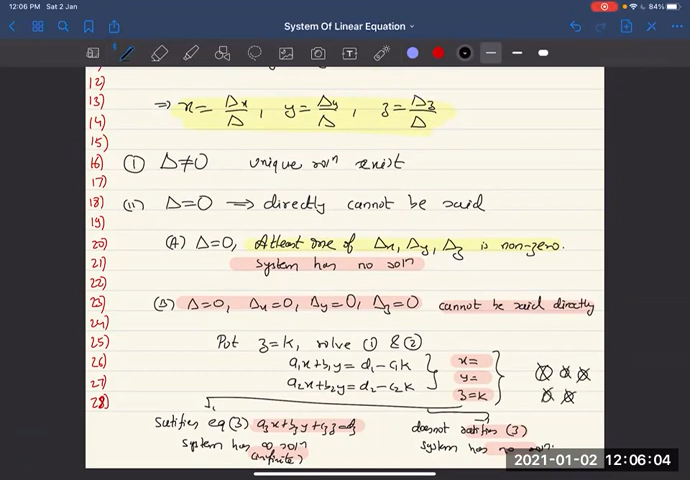 12:06 PM Sat 2 Jan
84%
System Of Linear Equation
12)
13) ⇒ x = Δx/Δ , y = Δy/Δ , z = Δz/Δ
14)
15)
16) (I) Δ≠0 unique soln exist
17)
18) (II) Δ=0 ⟹ directly cannot be said
19)
20) (A) Δ=0, Atleast one of Δx, Δy, Δz is non-zero.
21) system has no soln
22)
23) (B) Δ=0, Δx=0, Δy=0, Δz=0 cannot be said directly
24)
25) Put z=k, solve (1) & (2)
26) a1x+b1y = d1-c1k x=
27) a2x+b2y = d2-c2k y=
28) z=k
satisfies eq (3) a3x+b3y+c3z=d3 does not satisfies (3)
system has ∞ soln system has no soln.
(infinite)
2021-01-02 12:06:04